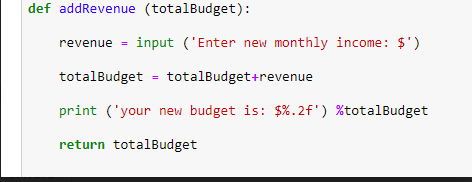 def addRevenue (totalBudget):
revenue = input ('Enter new monthly income: $')
totalBudget = totalBudget+revenue
print ('your new budget is: $%.2f') %totalBudget
return totalBudget